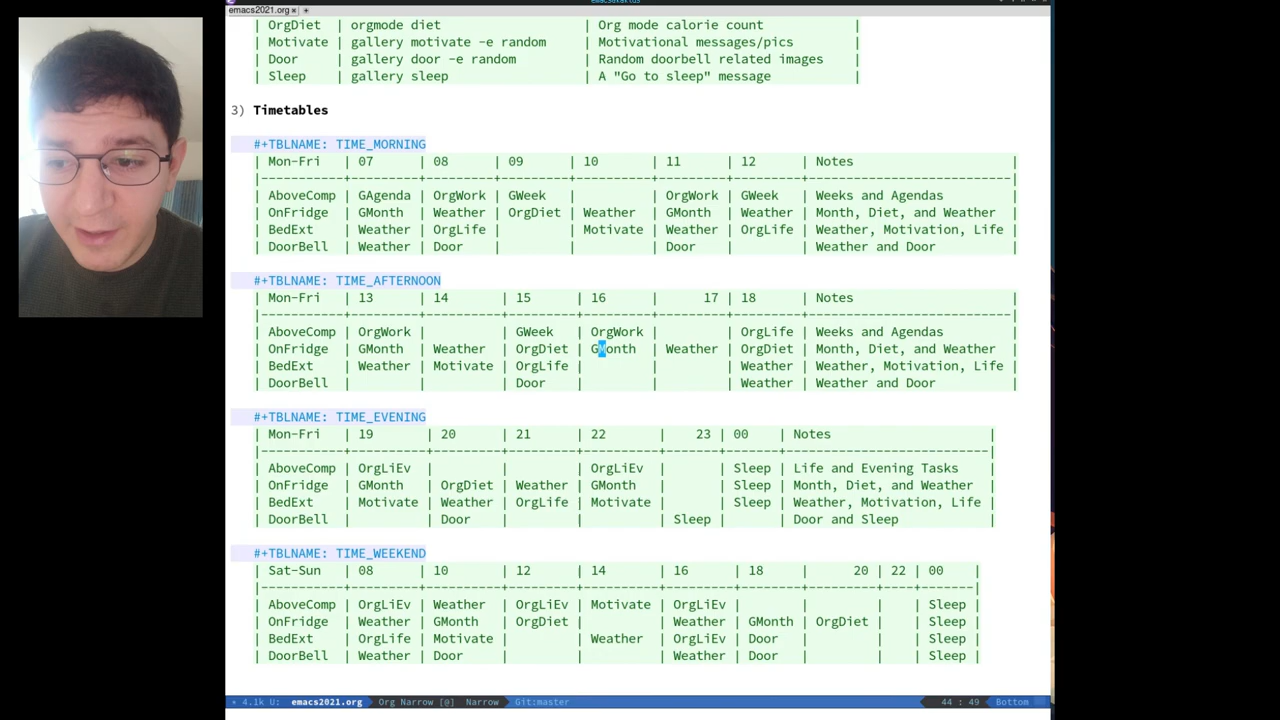 emacs2021.org
| OrgDiet | orgmode diet | Org mode calorie count |
| Motivate | gallery motivate -e random | Motivational messages/pics |
| Door | gallery door -e random | Random doorbell related images |
| Sleep | gallery sleep | A "Go to sleep" message |
3) Timetables
#+TBLNAME: TIME_MORNING
| Mon-Fri | 07 | 08 | 09 | 10 | 11 | 12 | Notes |
| AboveComp | GAgenda | OrgWork | GWeek | | OrgWork | GWeek | Weeks and Agendas |
| OnFridge | GMonth | Weather | OrgDiet | Weather | GMonth | Weather | Month, Diet, and Weather |
| BedExt | Weather | OrgLife | | Motivate | Weather | OrgLife | Weather, Motivation, Life |
| DoorBell | Weather | Door | | | Door | | Weather and Door |
#+TBLNAME: TIME_AFTERNOON
| Mon-Fri | 13 | 14 | 15 | 16 | 17 | 18 | Notes |
| AboveComp | OrgWork | | GWeek | OrgWork | | OrgLife | Weeks and Agendas |
| OnFridge | GMonth | Weather | OrgDiet | GMonth | Weather | OrgDiet | Month, Diet, and Weather |
| BedExt | Weather | Motivate | OrgLife | | | Weather | Weather, Motivation, Life |
| DoorBell | | | Door | | | Weather | Weather and Door |
#+TBLNAME: TIME_EVENING
| Mon-Fri | 19 | 20 | 21 | 22 | 23 | 00 | Notes |
| AboveComp | OrgLiEv | | | OrgLiEv | | Sleep | Life and Evening Tasks |
| OnFridge | GMonth | OrgDiet | Weather | GMonth | | Sleep | Month, Diet, and Weather |
| BedExt | Motivate | Weather | OrgLife | Motivate | | Sleep | Weather, Motivation, Life |
| DoorBell | | Door | | | Sleep | | Door and Sleep |
#+TBLNAME: TIME_WEEKEND
| Sat-Sun | 08 | 10 | 12 | 14 | 16 | 18 | 20 | 22 | 00 |
| AboveComp | OrgLiEv | Weather | OrgLiEv | Motivate | OrgLiEv | | | | Sleep |
| OnFridge | Weather | GMonth | OrgDiet | | Weather | GMonth | OrgDiet | | Sleep |
| BedExt | OrgLife | Motivate | | Weather | OrgLiEv | Door | | | Sleep |
| DoorBell | Weather | Door | | | Weather | Door | | | Sleep |
4.1k U: emacs2021.org Org Narrow [@] Narrow Git:master 44 : 49 Bottom